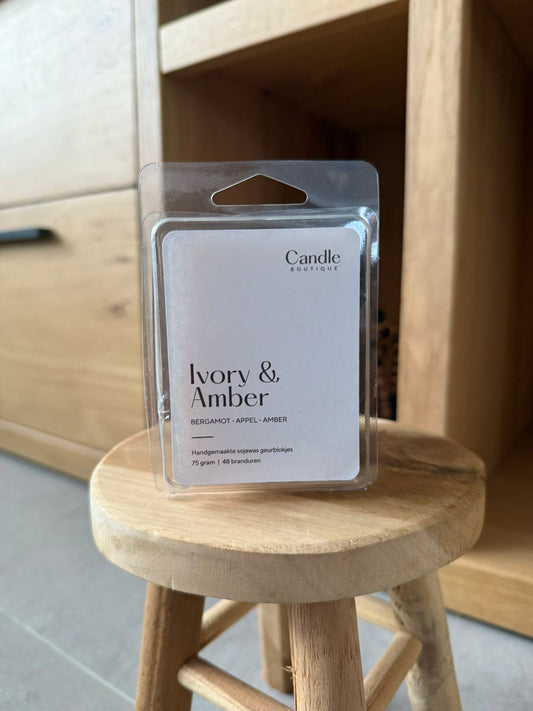 Candle
BOUTIQUE
Ivory &
Amber
BERGAMOT - APPEL - AMBER
Handgemaakte sojawas geurblokjes
75 gram | 48 branduren